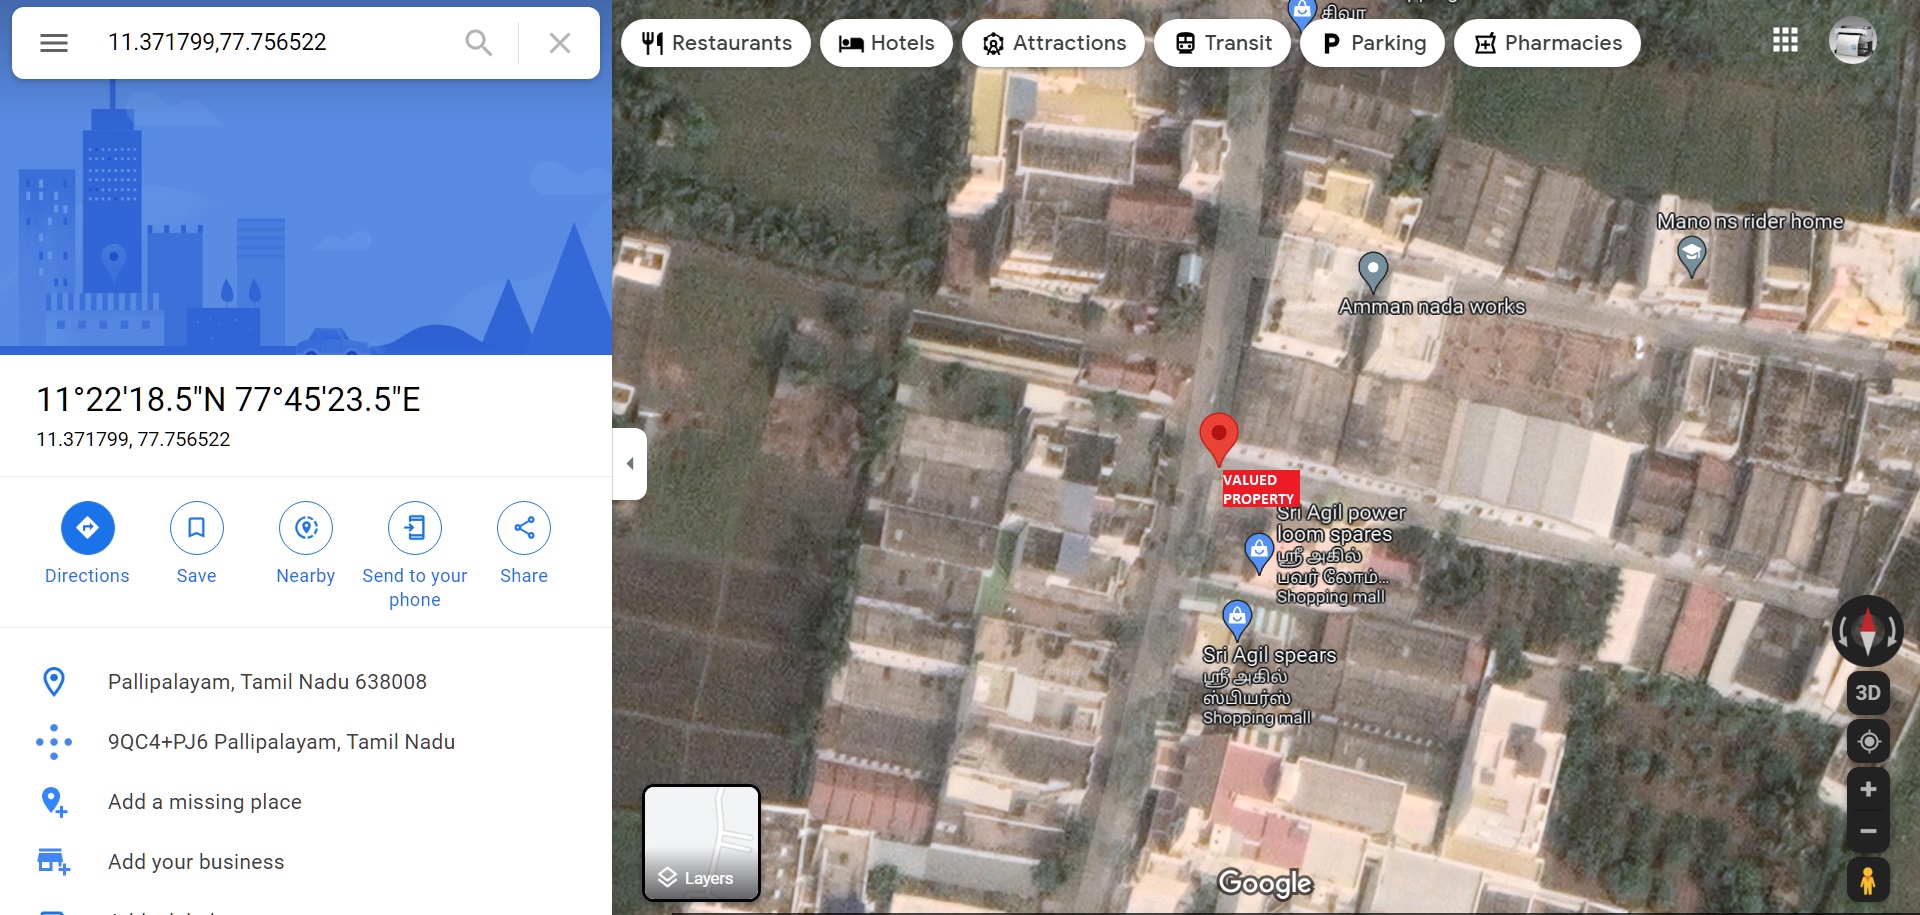 11.371799,77.756522
Restaurants
Hotels
Attractions
Transit
Parking
Pharmacies
சிவா
11°22'18.5"N 77°45'23.5"E
11.371799, 77.756522
Directions
Save
Nearby
Send to your
phone
Share
Pallipalayam, Tamil Nadu 638008
9QC4+PJ6 Pallipalayam, Tamil Nadu
Add a missing place
Add your business
Mano ns rider home
Amman nada works
VALUED
PROPERTY
Sri Agil power
loom spares
ஸ்ரீ அகில்
பவர் லோம்...
Shopping mall
Sri Agil spears
ஸ்ரீ அகில்
ஸ்பியர்ஸ்
Shopping mall
3D
Layers
Google